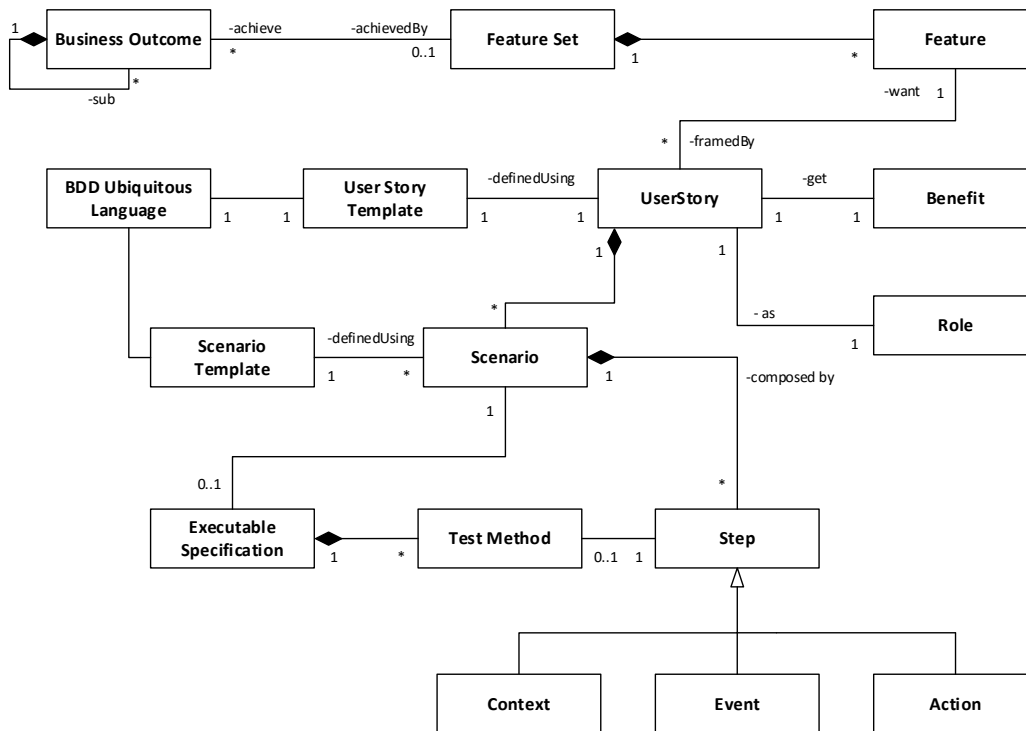 1
Business Outcome
-achieve
*
-achievedBy
0..1
Feature Set
1
*
Feature
*
-sub
-want
1
*
-framedBy
BDD Ubiquitous
Language
1
1
User Story
Template
-definedUsing
1
1
UserStory
-get
1
1
Benefit
1
1
- as
1
Role
*
Scenario
Template
-definedUsing
1
*
Scenario
1
-composed by
1
0..1
*
Executable
Specification
1
*
Test Method
0..1
1
Step
Context
Event
Action